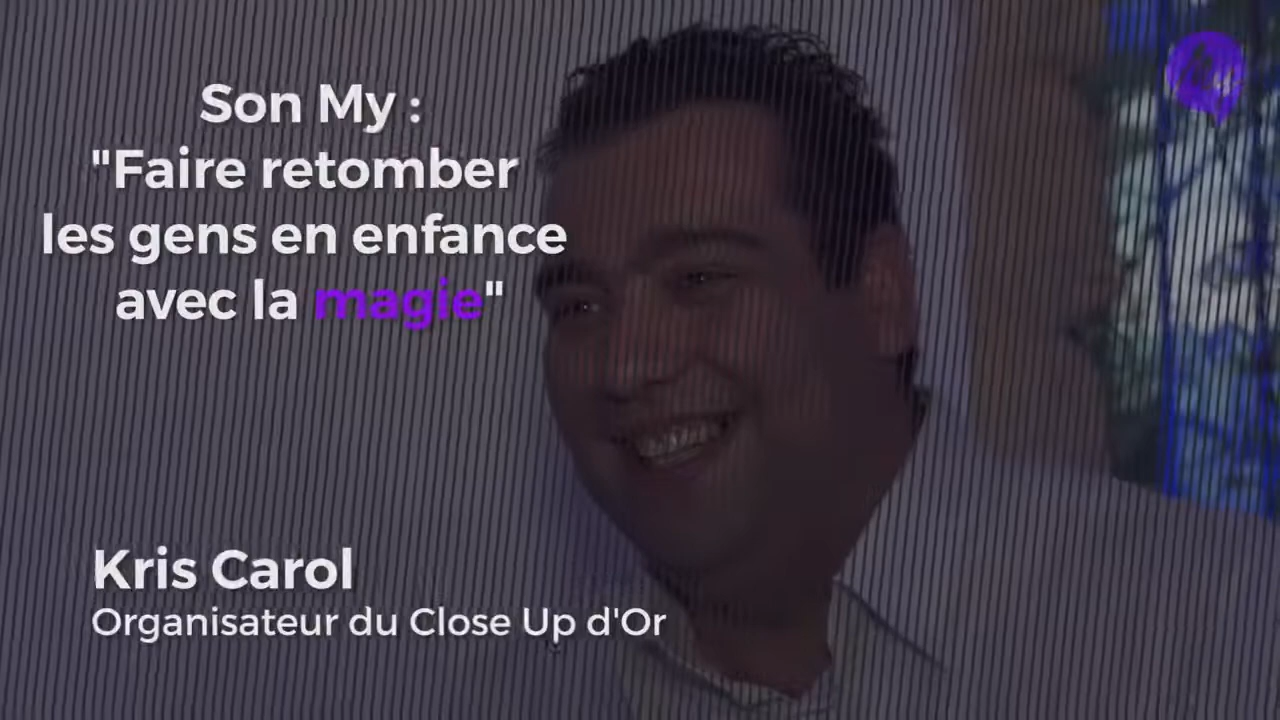 Son My :
"Faire retomber
les gens en enfance
avec la magie"
Kris Carol
Organisateur du Close Up d'Or